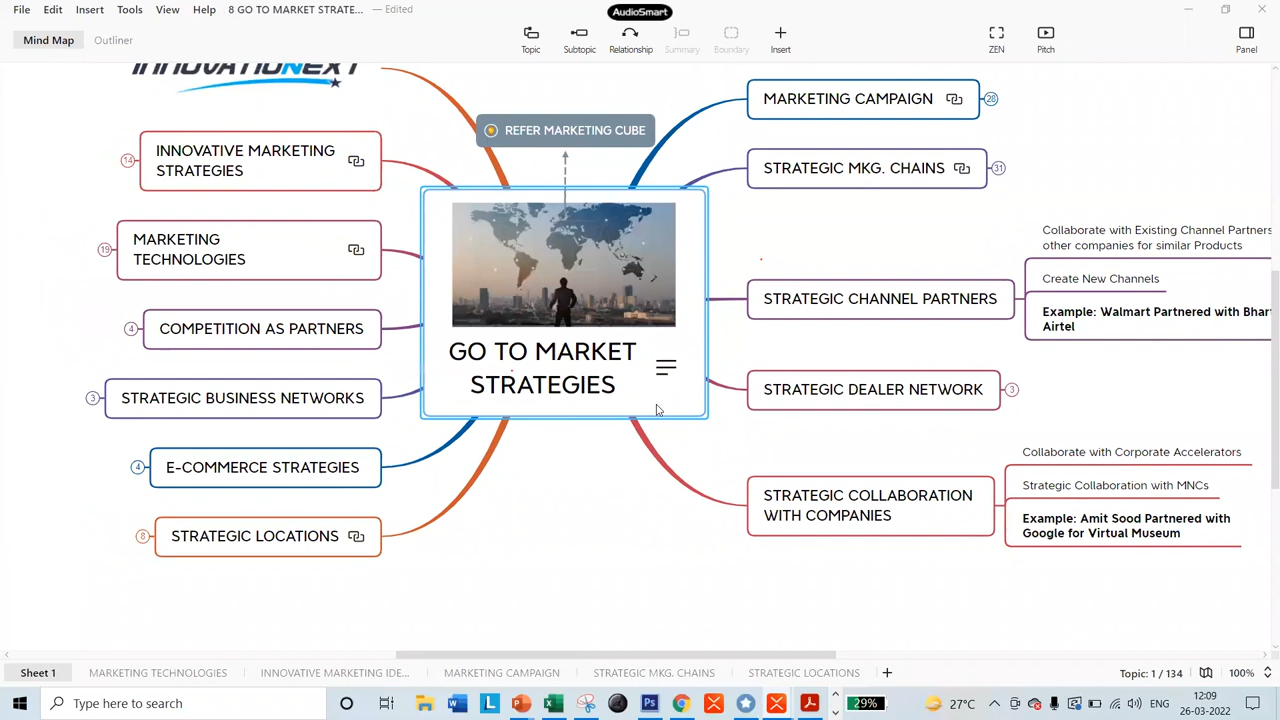 File Edit Insert Tools View Help 8 GO TO MARKET STRATE... — Edited
AudioSmart
Mind Map Outliner
Topic Subtopic Relationship Summary Boundary Insert ZEN Pitch Panel
INNOVATIONEXT
REFER MARKETING CUBE
GO TO MARKET
STRATEGIES
INNOVATIVE MARKETING
STRATEGIES
14
MARKETING
TECHNOLOGIES
19
COMPETITION AS PARTNERS
4
STRATEGIC BUSINESS NETWORKS
3
E-COMMERCE STRATEGIES
4
STRATEGIC LOCATIONS
8
MARKETING CAMPAIGN
28
STRATEGIC MKG. CHAINS
31
STRATEGIC CHANNEL PARTNERS
Collaborate with Existing Channel Partners
other companies for similar Products
Create New Channels
Example: Walmart Partnered with Bhar
Airtel
STRATEGIC DEALER NETWORK
3
STRATEGIC COLLABORATION
WITH COMPANIES
Collaborate with Corporate Accelerators
Strategic Collaboration with MNCs
Example: Amit Sood Partnered with
Google for Virtual Museum
Sheet 1 MARKETING TECHNOLOGIES INNOVATIVE MARKETING IDE... MARKETING CAMPAIGN STRATEGIC MKG. CHAINS STRATEGIC LOCATIONS Topic: 1 / 134 100%
Type here to search 29% 27°C ENG 12:09
26-03-2022